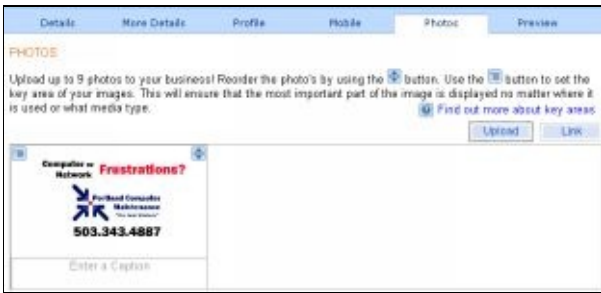 Details More Details Profile Mobile Photos Preview
PHOTOS
Upload up to 9 photos to your business! Reorder the photo's by using the button. Use the button to set the
key area of your images. This will ensure that the most important part of the image is displayed no matter where it
is used or what media type. Find out more about key areas
Upload Link
Computer or
Network Frustrations?
Portland Computer
Maintenance
503.343.4887
Enter a Caption